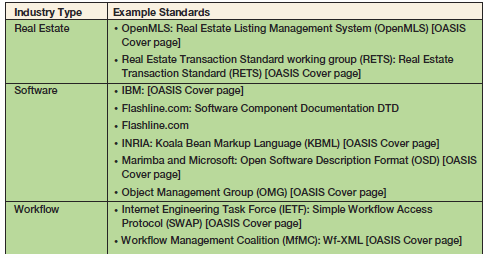 Industry Type Example Standards
Real Estate • OpenMLS: Real Estate Listing Management System (OpenMLS) [OASIS
Cover page]
• Real Estate Transaction Standard working group (RETS): Real Estate
Transaction Standard (RETS) [OASIS Cover page]
Software • IBM: [OASIS Cover page]
• Flashline.com: Software Component Documentation DTD
• Flashline.com
• INRIA: Koala Bean Markup Language (KBML) [OASIS Cover page]
• Marimba and Microsoft: Open Software Description Format (OSD) [OASIS
Cover page]
• Object Management Group (OMG) [OASIS Cover page]
Workflow • Internet Engineering Task Force (IETF): Simple Workflow Access
Protocol (SWAP) [OASIS Cover page]
• Workflow Management Coalition (MfMC): Wf-XML [OASIS Cover page]